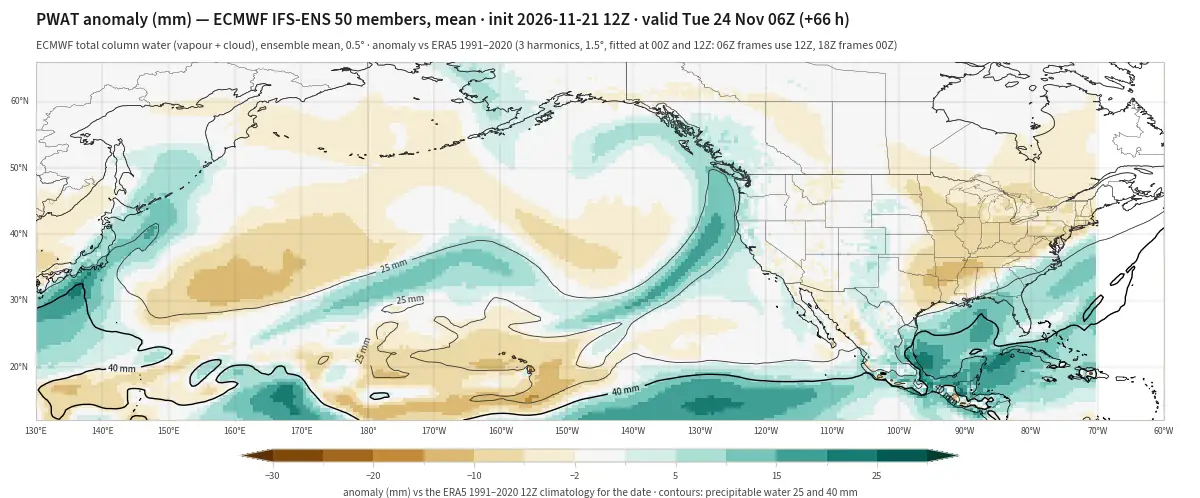 PWAT anomaly (mm) — ECMWF IFS-ENS 50 members, mean · init 2026-11-21 12Z · valid Tue 24 Nov 06Z (+66 h)
ECMWF total column water (vapour + cloud), ensemble mean, 0.5° · anomaly vs ERA5 1991–2020 (3 harmonics, 1.5°, fitted at 00Z and 12Z: 06Z frames use 12Z, 18Z frames 00Z)
60°N
50°N
40°N
30°N
20°N
25 mm
25 mm
25 mm
40 mm
40 mm
130°E 140°E 150°E 160°E 170°E 180° 170°W 160°W 150°W 140°W 130°W 120°W 110°W 100°W 90°W 80°W 70°W 60°W
−30 −20 −10 −2 5 15 25
anomaly (mm) vs the ERA5 1991–2020 12Z climatology for the date · contours: precipitable water 25 and 40 mm